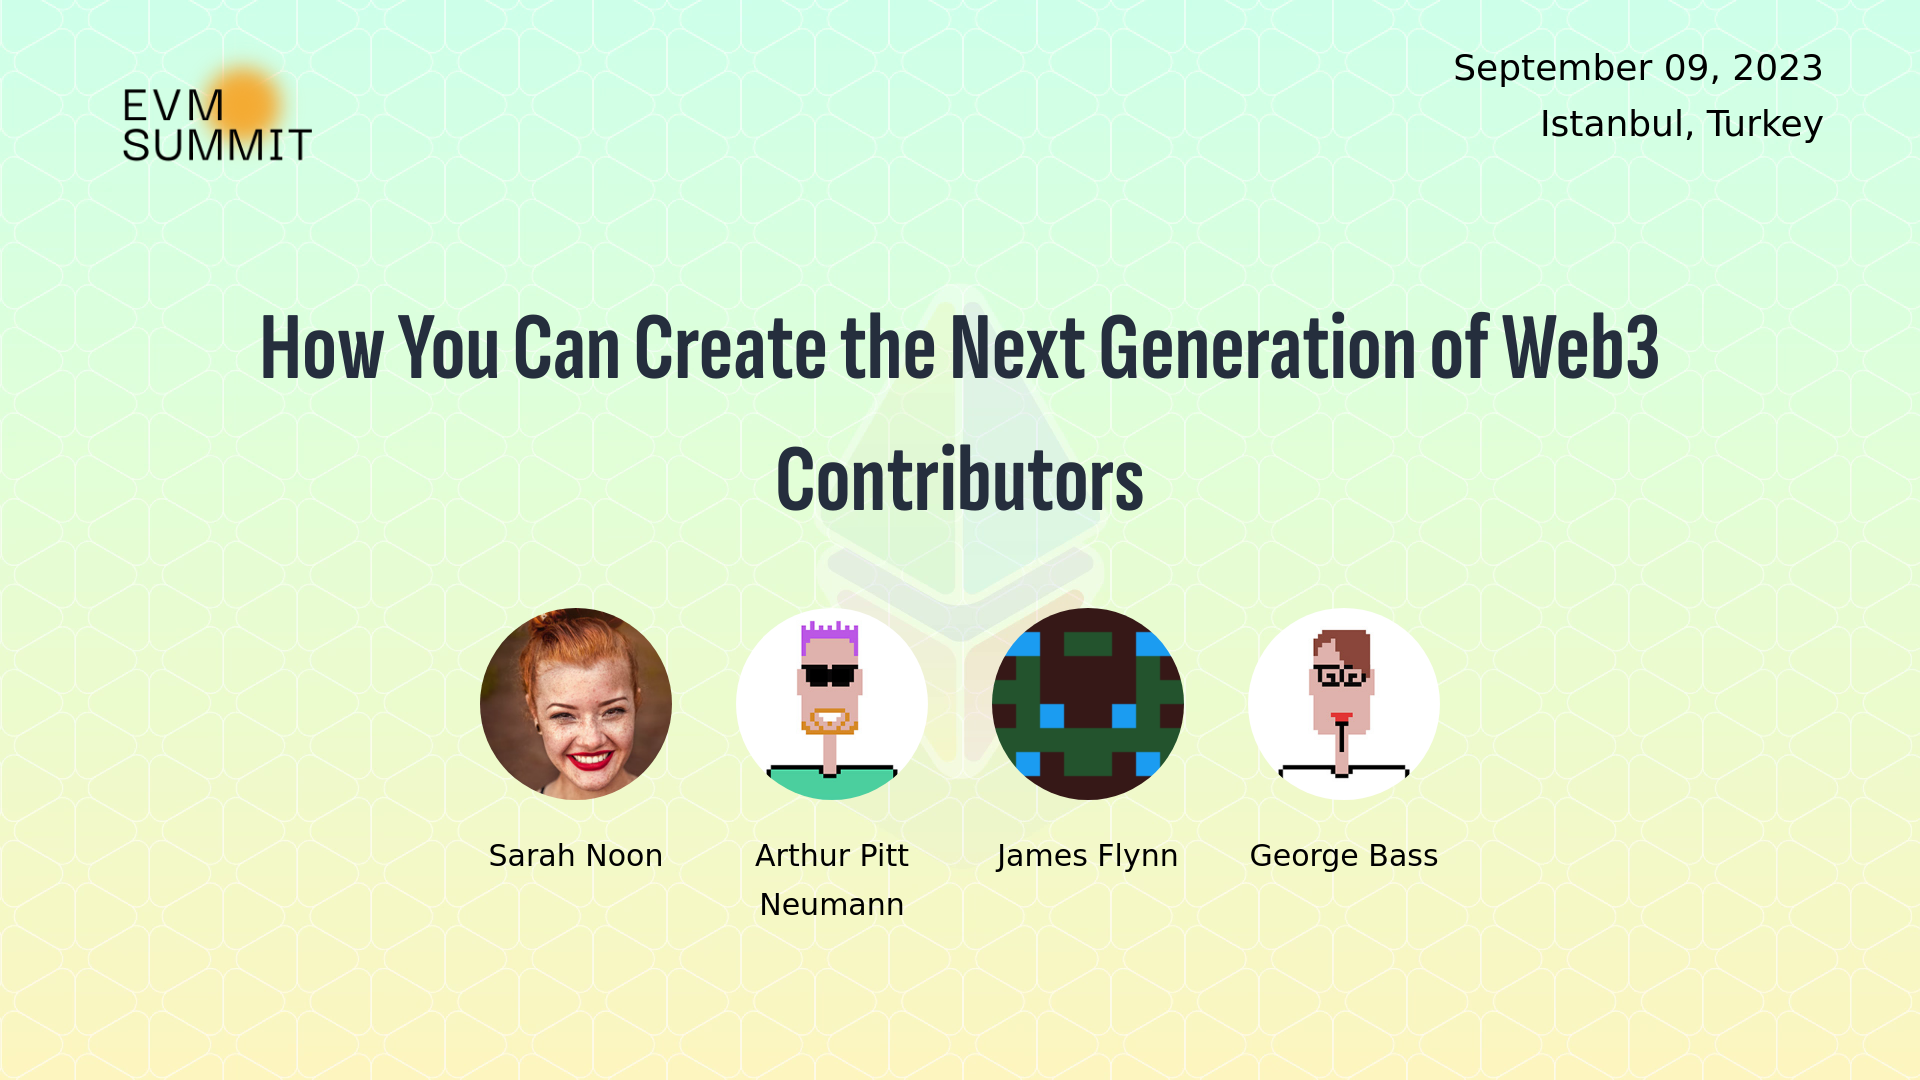 EVM
SUMMIT
September 09, 2023
Istanbul, Turkey
How You Can Create the Next Generation of Web3
Contributors
Sarah Noon
Arthur Pitt
Neumann
James Flynn
George Bass